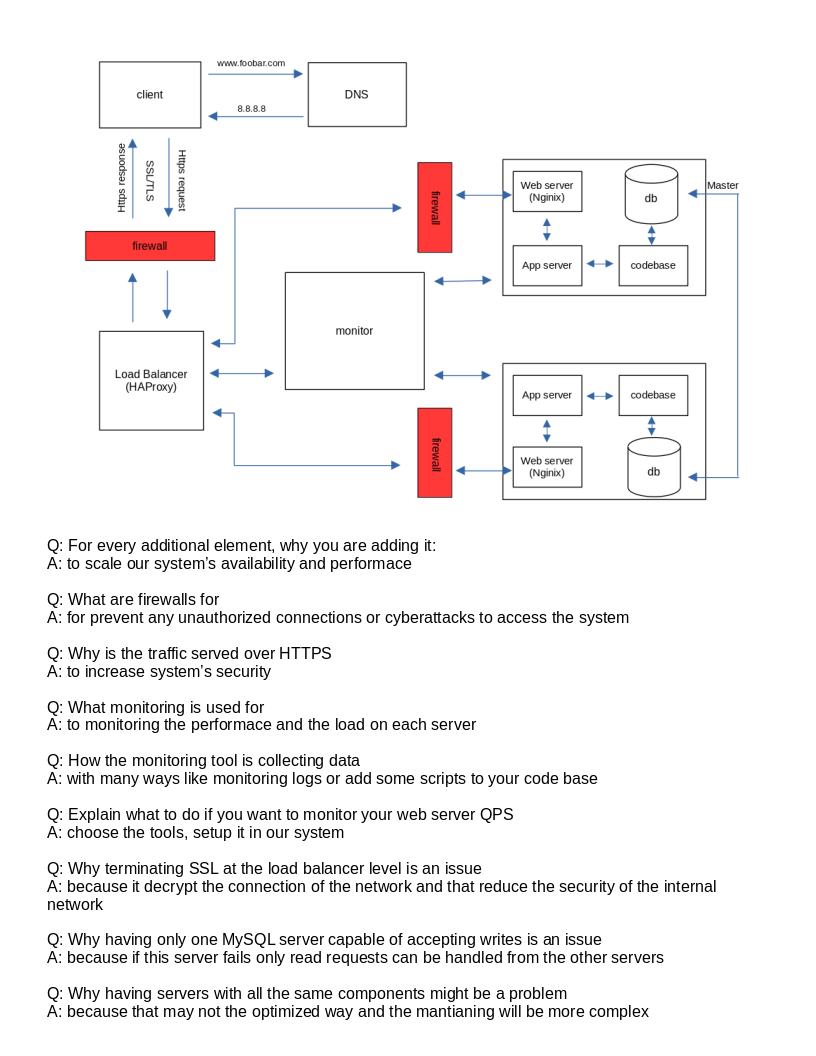 www.foobar.com
client
DNS
8.8.8.8
Https response
SSL/TLS
Https request
firewall
firewall
Web server
(Nginix)
db
Master
App server
codebase
monitor
Load Balancer
(HAProxy)
App server
codebase
firewall
Web server
(Nginix)
db
Q: For every additional element, why you are adding it:
A: to scale our system’s availability and performace
Q: What are firewalls for
A: for prevent any unauthorized connections or cyberattacks to access the system
Q: Why is the traffic served over HTTPS
A: to increase system’s security
Q: What monitoring is used for
A: to monitoring the performace and the load on each server
Q: How the monitoring tool is collecting data
A: with many ways like monitoring logs or add some scripts to your code base
Q: Explain what to do if you want to monitor your web server QPS
A: choose the tools, setup it in our system
Q: Why terminating SSL at the load balancer level is an issue
A: because it decrypt the connection of the network and that reduce the security of the internal
network
Q: Why having only one MySQL server capable of accepting writes is an issue
A: because if this server fails only read requests can be handled from the other servers
Q: Why having servers with all the same components might be a problem
A: because that may not the optimized way and the mantianing will be more complex